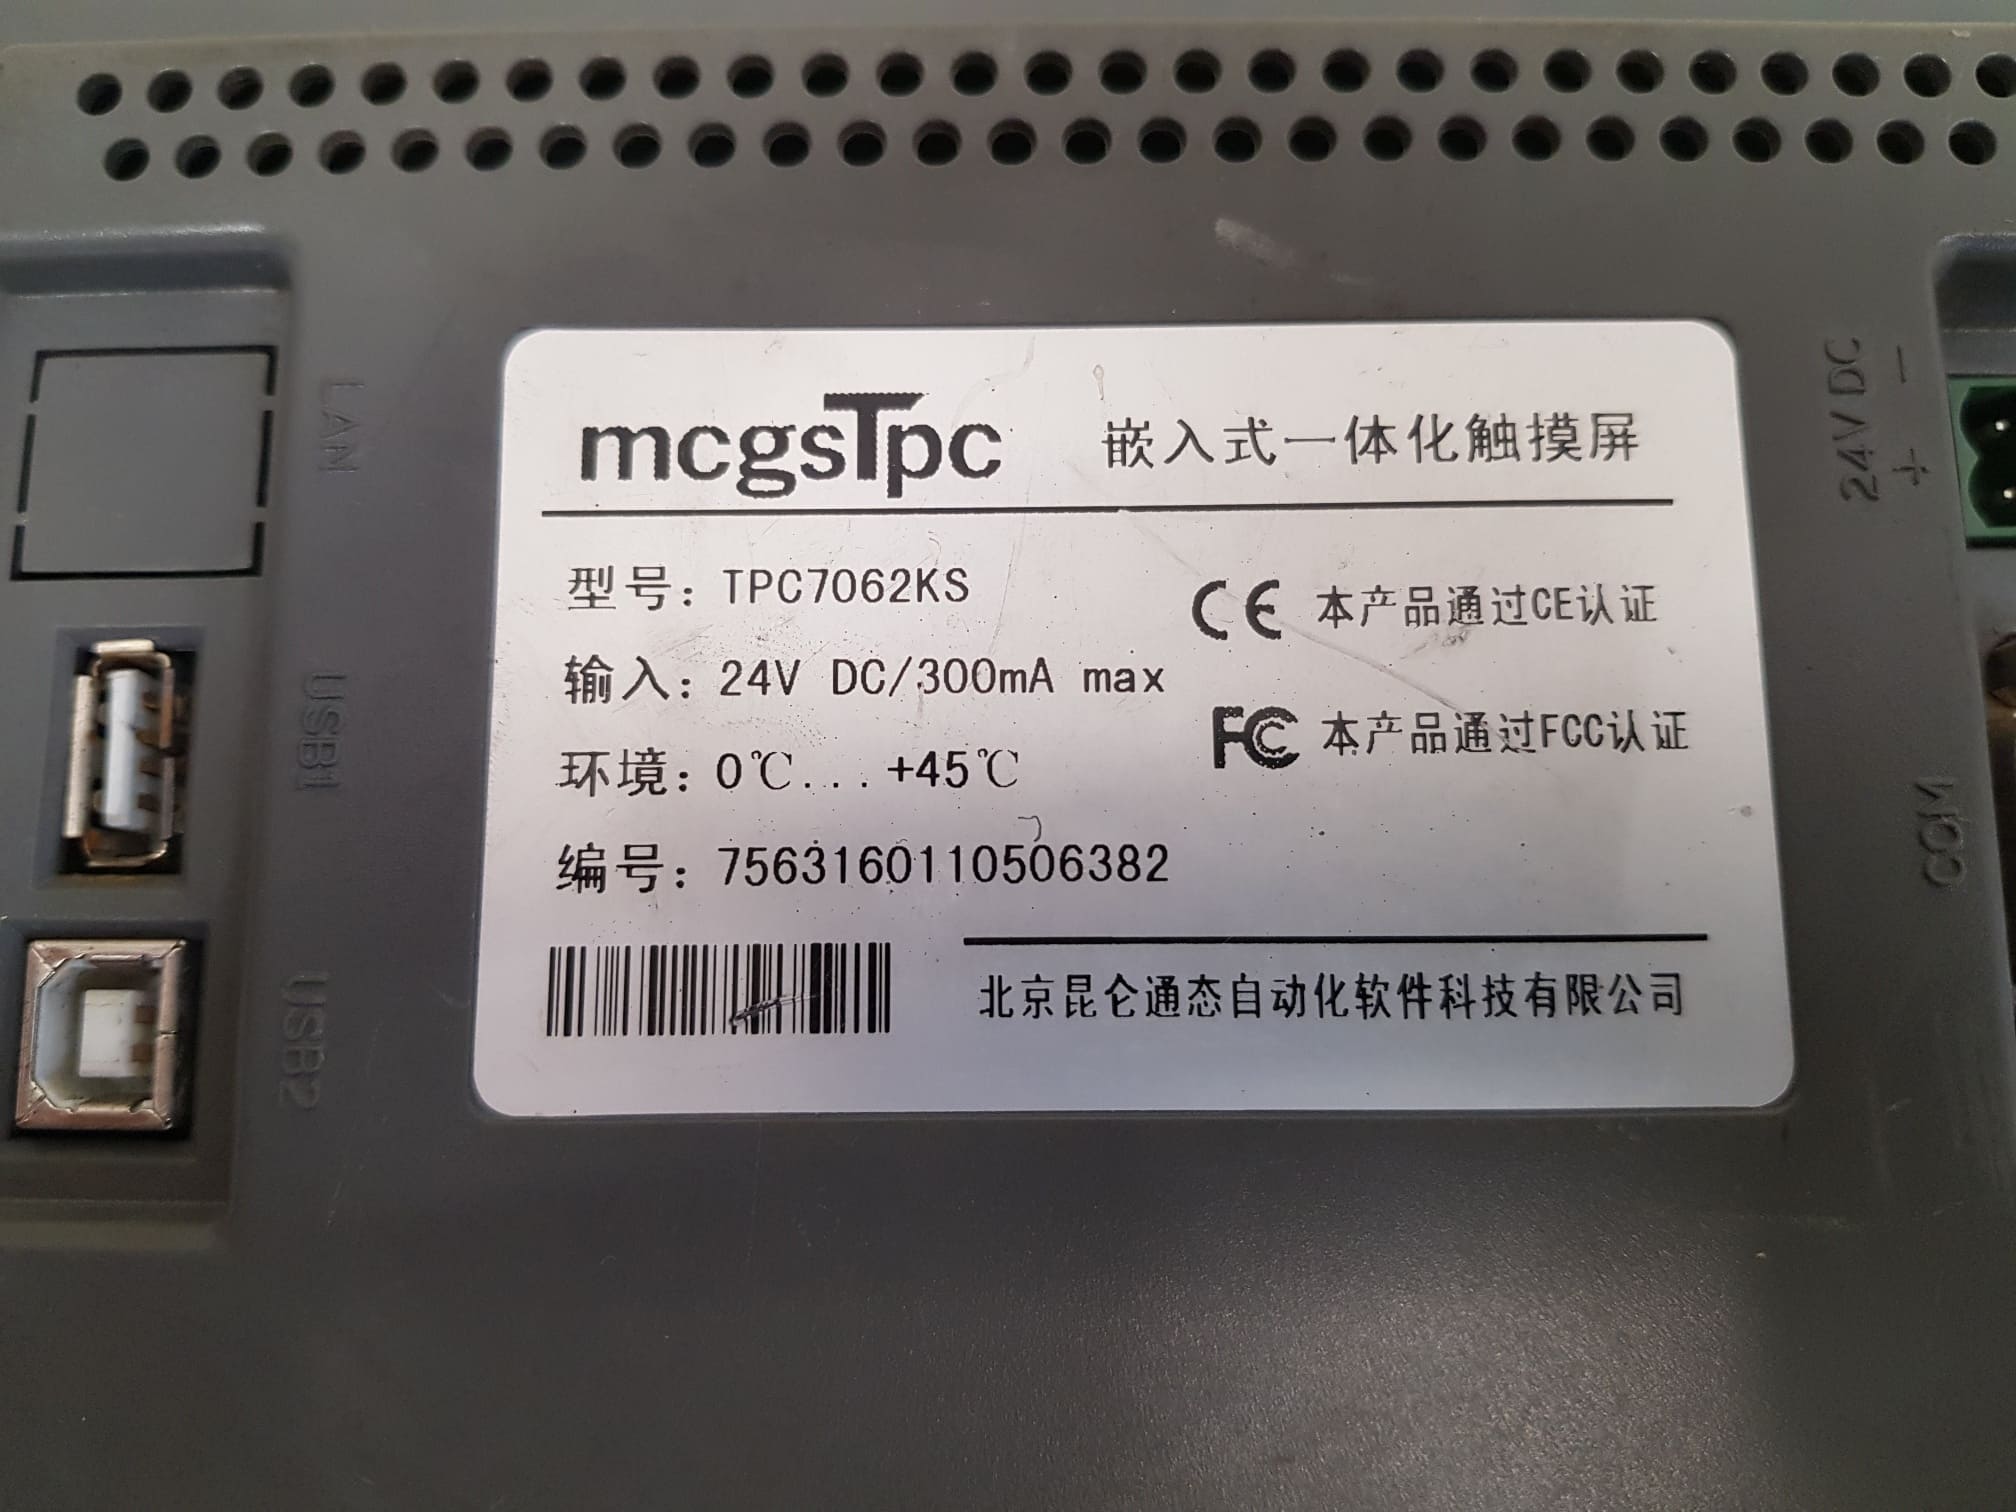 mcgsTpc 嵌入式一体化触摸屏
型号: TPC7062KS
输入: 24V DC/300mA max
环境: 0℃... +45℃
编号: 7563160110506382
CE 本产品通过CE认证
FC 本产品通过FCC认证
北京昆仑通态自动化软件科技有限公司
LAN
USB1
USB2
24V DC
- +
COM